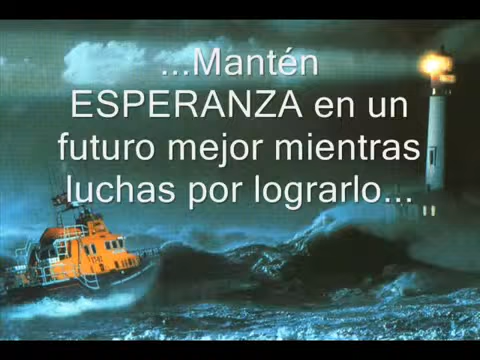 ...Mantén
ESPERANZA en un
futuro mejor mientras
luchas por lograrlo...